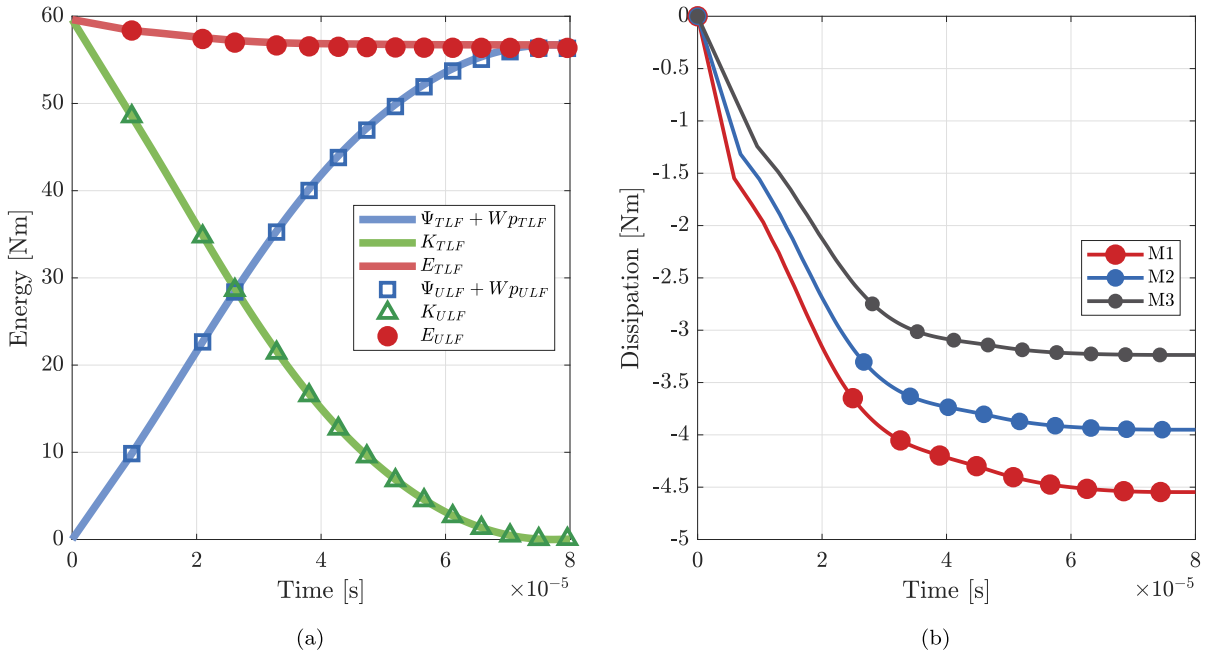 60
50
40
30
20
10
0
Energy [Nm]
0
2
4
6
8
Time [s]
×10⁻⁵
Ψ_TLF + Wp_TLF
K_TLF
E_TLF
Ψ_ULF + Wp_ULF
K_ULF
E_ULF
(a)
0
-0.5
-1
-1.5
-2
-2.5
-3
-3.5
-4
-4.5
-5
Dissipation [Nm]
0
2
4
6
8
Time [s]
×10⁻⁵
M1
M2
M3
(b)